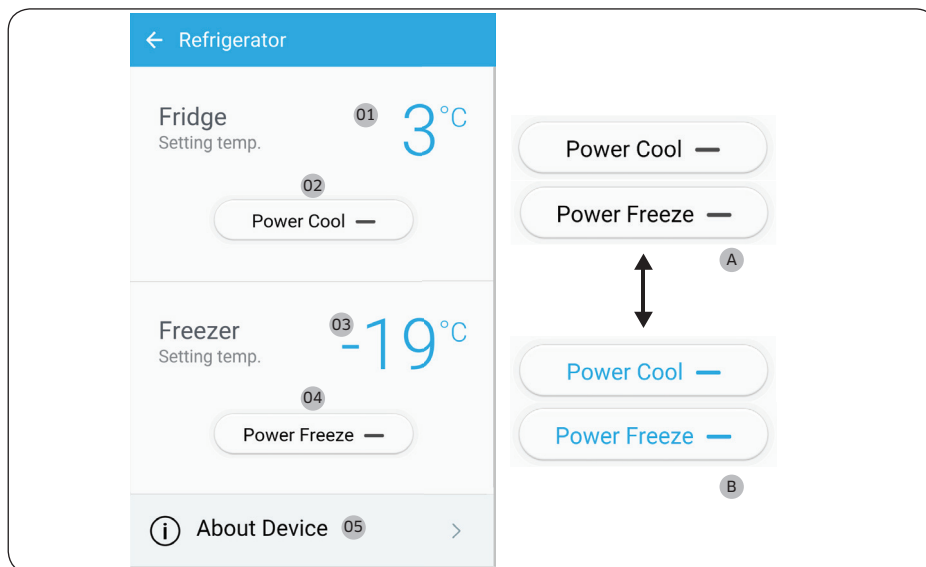 ← Refrigerator
Fridge 01 3°C
Setting temp.
02
Power Cool
Freezer 03 -19°C
Setting temp.
04
Power Freeze
i About Device 05 >
Power Cool
Power Freeze
A
Power Cool
Power Freeze
B